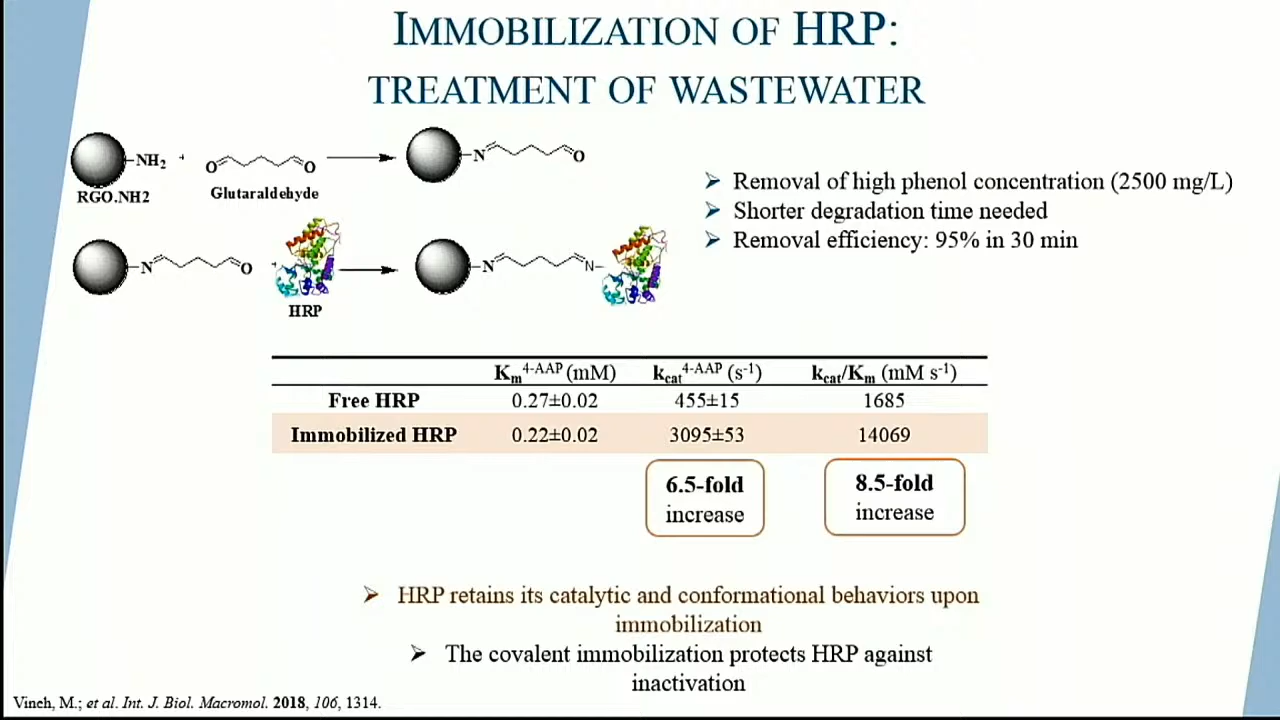 IMMOBILIZATION OF HRP:
TREATMENT OF WASTEWATER
NH2 + O O
RGO.NH2 Glutaraldehyde
N O
➢ Removal of high phenol concentration (2500 mg/L)
➢ Shorter degradation time needed
➢ Removal efficiency: 95% in 30 min
N O + HRP
N N
Km4-AAP (mM) kcat4-AAP (s-1) kcat/Km (mM s-1)
Free HRP 0.27±0.02 455±15 1685
Immobilized HRP 0.22±0.02 3095±53 14069
6.5-fold
increase
8.5-fold
increase
➢ HRP retains its catalytic and conformational behaviors upon
immobilization
➢ The covalent immobilization protects HRP against
inactivation
Vineh, M.; et al. Int. J. Biol. Macromol. 2018, 106, 1314.